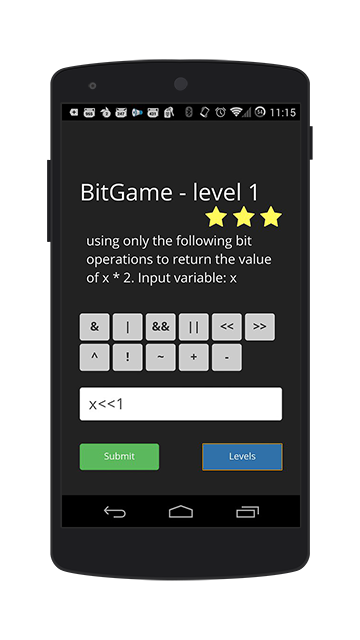 11:15
BitGame - level 1
using only the following bit
operations to return the value
of x * 2. Input variable: x
& | && || << >>
^ ! ~ + -
x<<1
Submit Levels